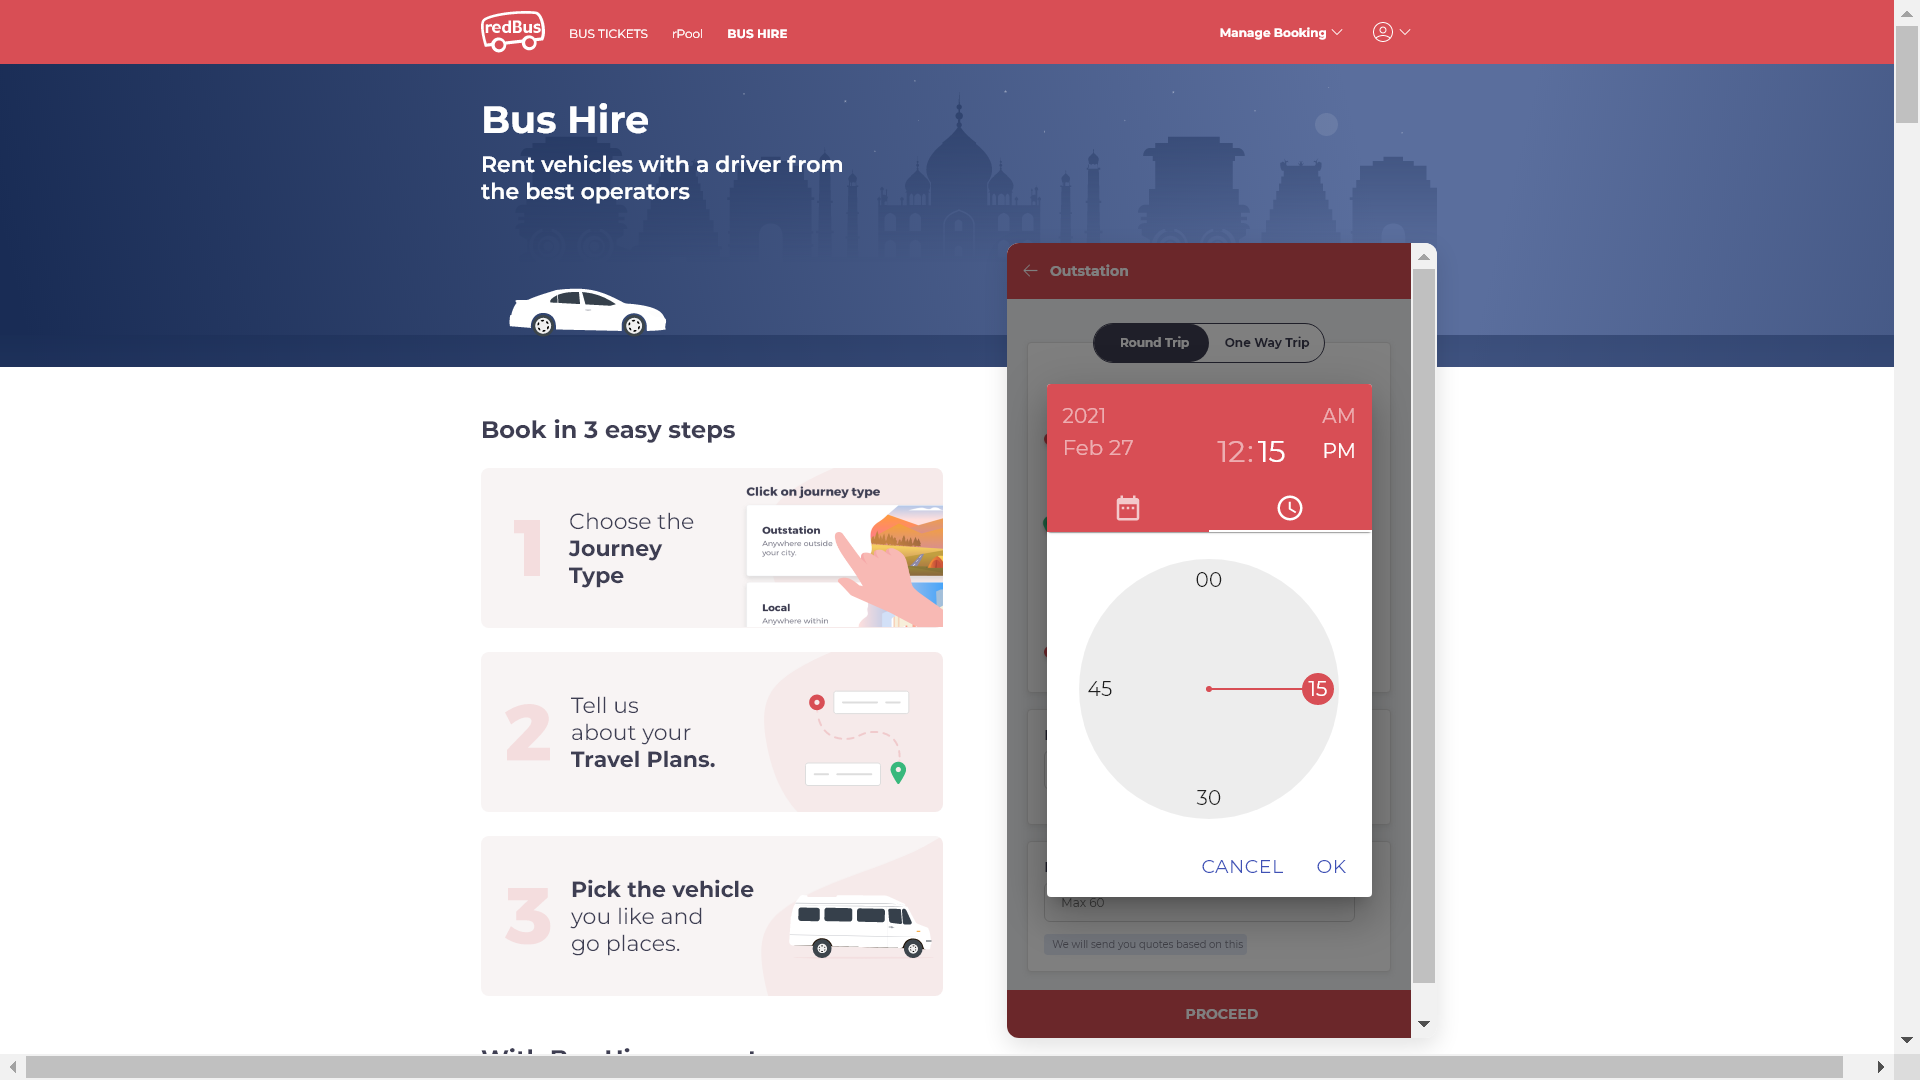 redBus
BUS TICKETS
rPool
BUS HIRE
Manage Booking
Bus Hire
Rent vehicles with a driver from
the best operators
Outstation
Round Trip
One Way Trip
2021
Feb 27
12:15
AM
PM
00
15
30
45
CANCEL
OK
Max 60
We will send you quotes based on this
PROCEED
Book in 3 easy steps
1
Choose the
Journey
Type
Click on journey type
Outstation
Anywhere outside
your city.
Local
Anywhere within
2
Tell us
about your
Travel Plans.
3
Pick the vehicle
you like and
go places.